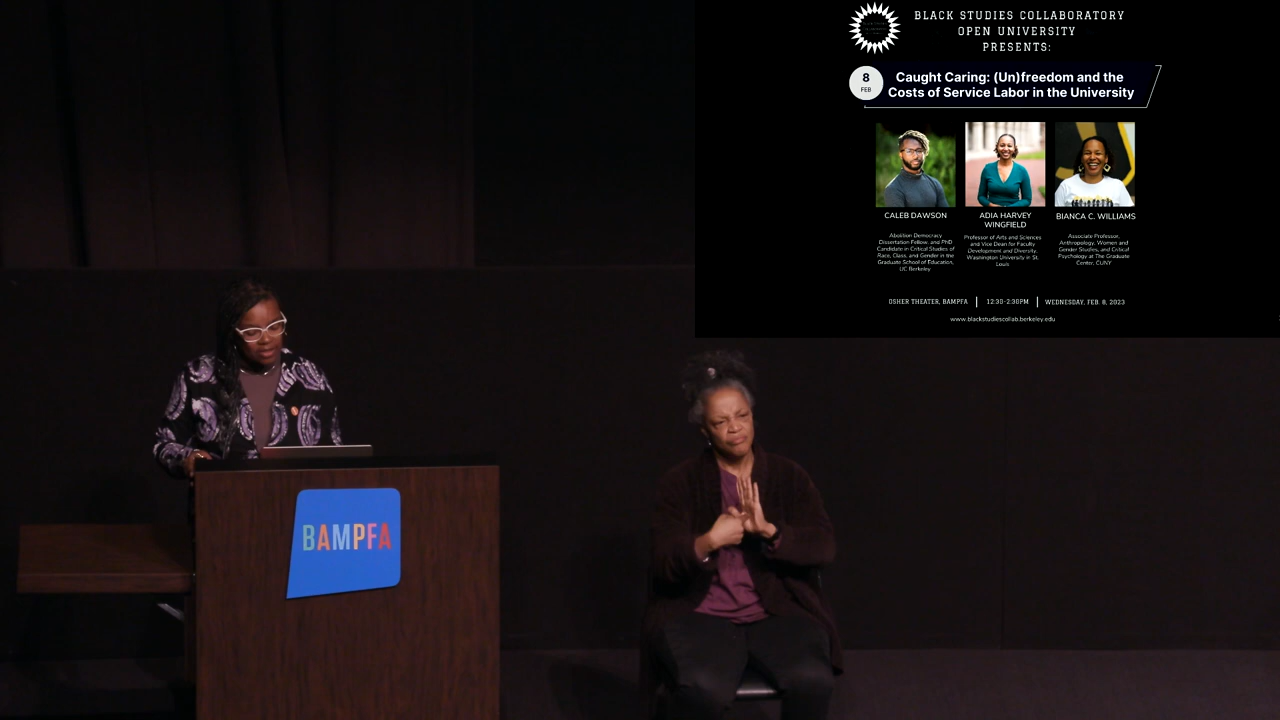 BLACK STUDIES COLLABORATORY
OPEN UNIVERSITY
PRESENTS:
8
FEB
Caught Caring: (Un)freedom and the
Costs of Service Labor in the University
CALEB DAWSON
Abolition Democracy
Dissertation Fellow, and PhD
Candidate in Critical Studies of
Race, Class, and Gender in the
Graduate School of Education,
UC Berkeley
ADIA HARVEY
WINGFIELD
Professor of Arts and Sciences
and Vice Dean for Faculty
Development and Diversity,
Washington University in St.
Louis
BIANCA C. WILLIAMS
Associate Professor,
Anthropology, Women and
Gender Studies, and Critical
Psychology at The Graduate
Center, CUNY
OSHER THEATER, BAMPFA | 12:30-2:30PM | WEDNESDAY, FEB. 8, 2023
www.blackstudiescollab.berkeley.edu
BAMPFA